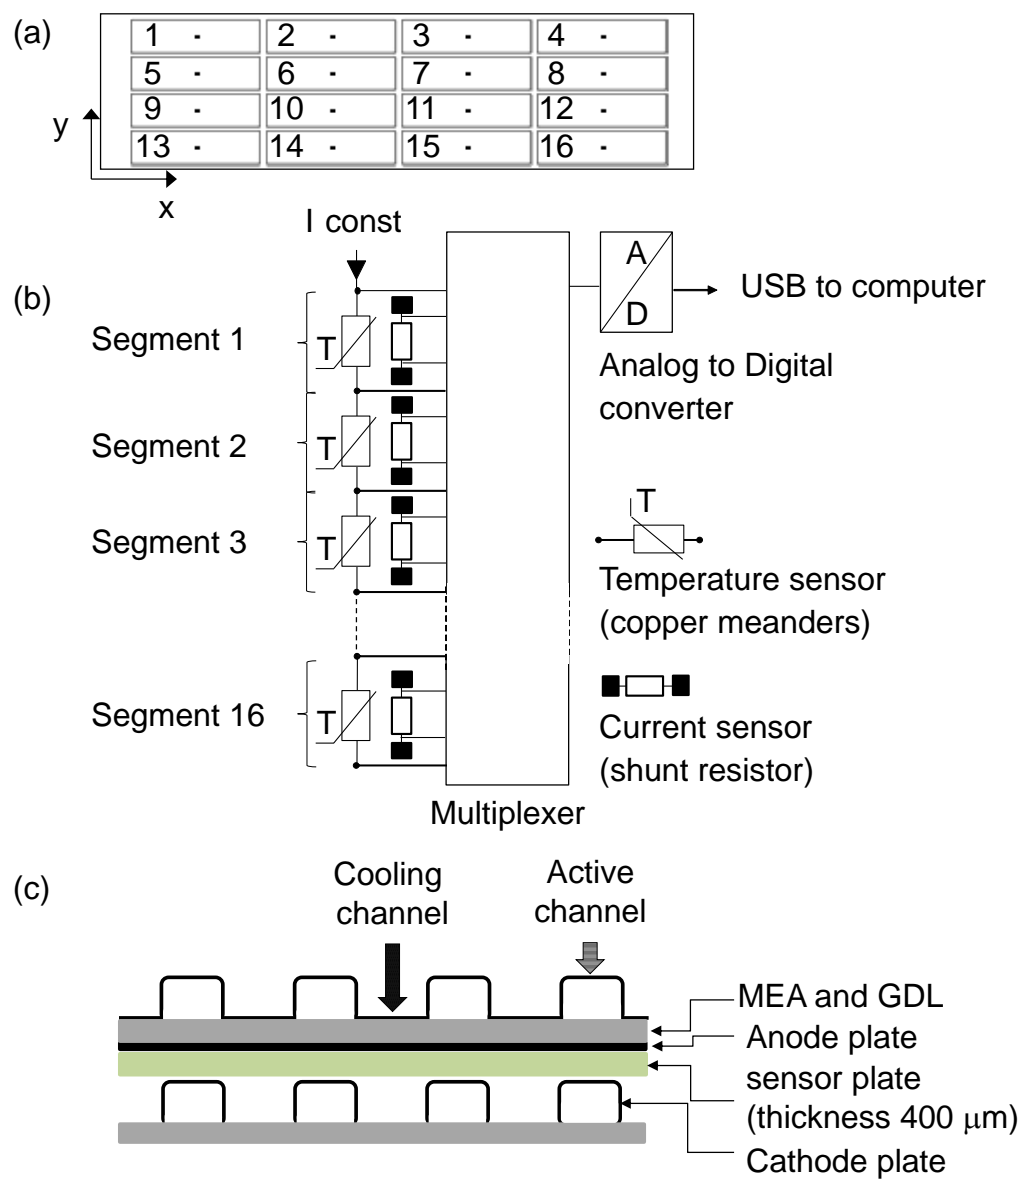 (a)
1 - 2 - 3 - 4 -
5 - 6 - 7 - 8 -
9 - 10 - 11 - 12 -
13 - 14 - 15 - 16 -
y
x
I const
(b)
Segment 1
T
Segment 2
T
Segment 3
T
Segment 16
T
Multiplexer
A
D
USB to computer
Analog to Digital
converter
T
Temperature sensor
(copper meanders)
Current sensor
(shunt resistor)
(c)
Cooling
channel
Active
channel
MEA and GDL
Anode plate
sensor plate
(thickness 400 μm)
Cathode plate